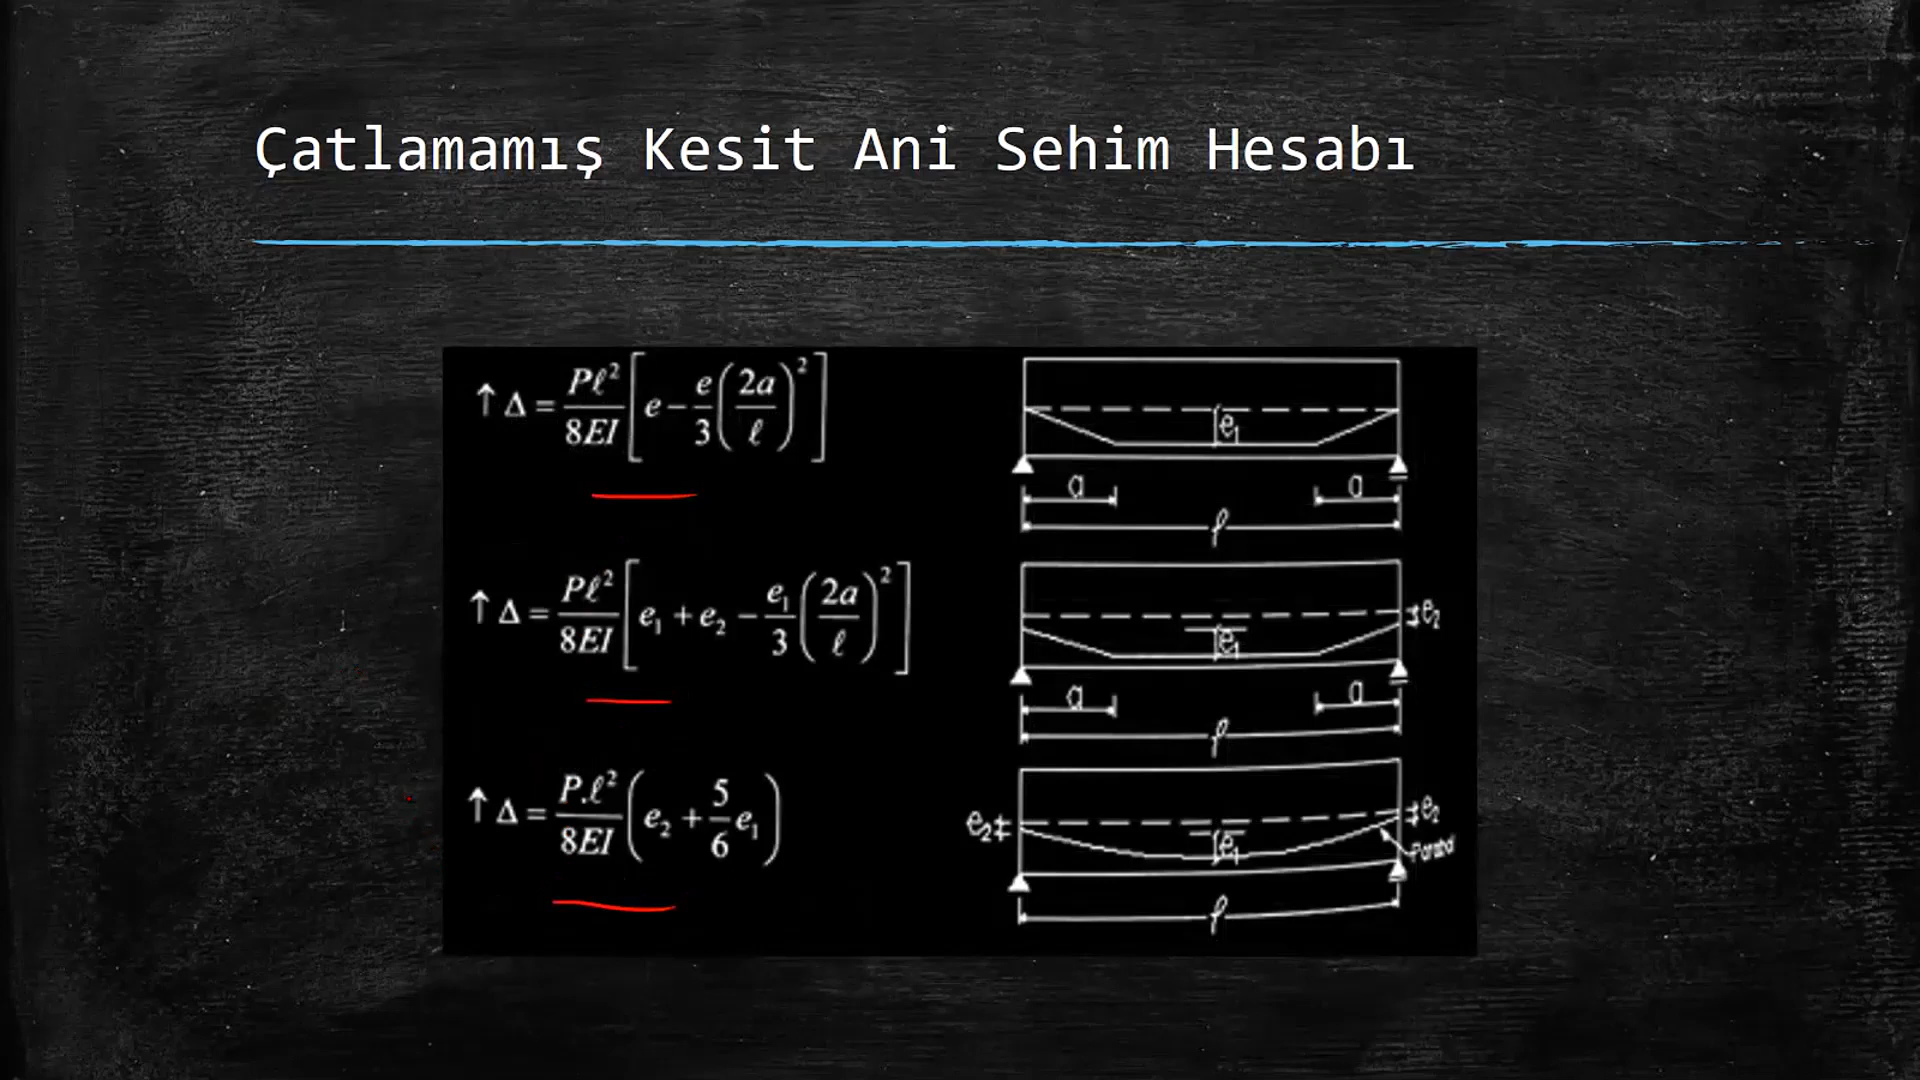 Çatlamamış Kesit Ani Sehim Hesabı
↑ Δ = Pℓ²/8EI [ e − e/3 (2a/ℓ)² ]
e₁
a a
ℓ
↑ Δ = Pℓ²/8EI [ e₁ + e₂ − e₁/3 (2a/ℓ)² ]
e₂
e₁
a a
ℓ
↑ Δ = P.ℓ²/8EI ( e₂ + 5/6 e₁ )
e₂ e₂
e₁
Parabol
ℓ